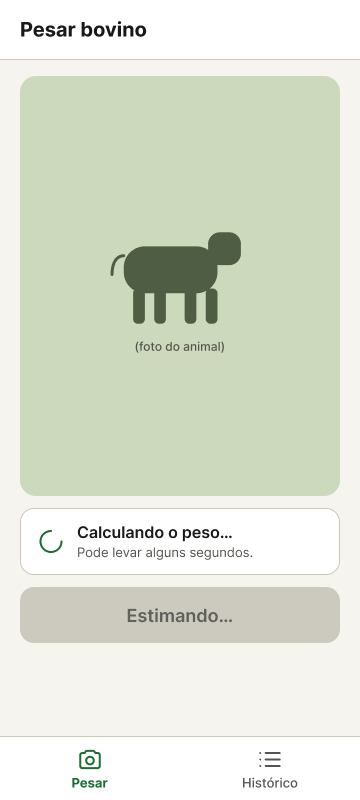 Pesar bovino
(foto do animal)
Calculando o peso...
Pode levar alguns segundos.
Estimando...
Pesar
Histórico